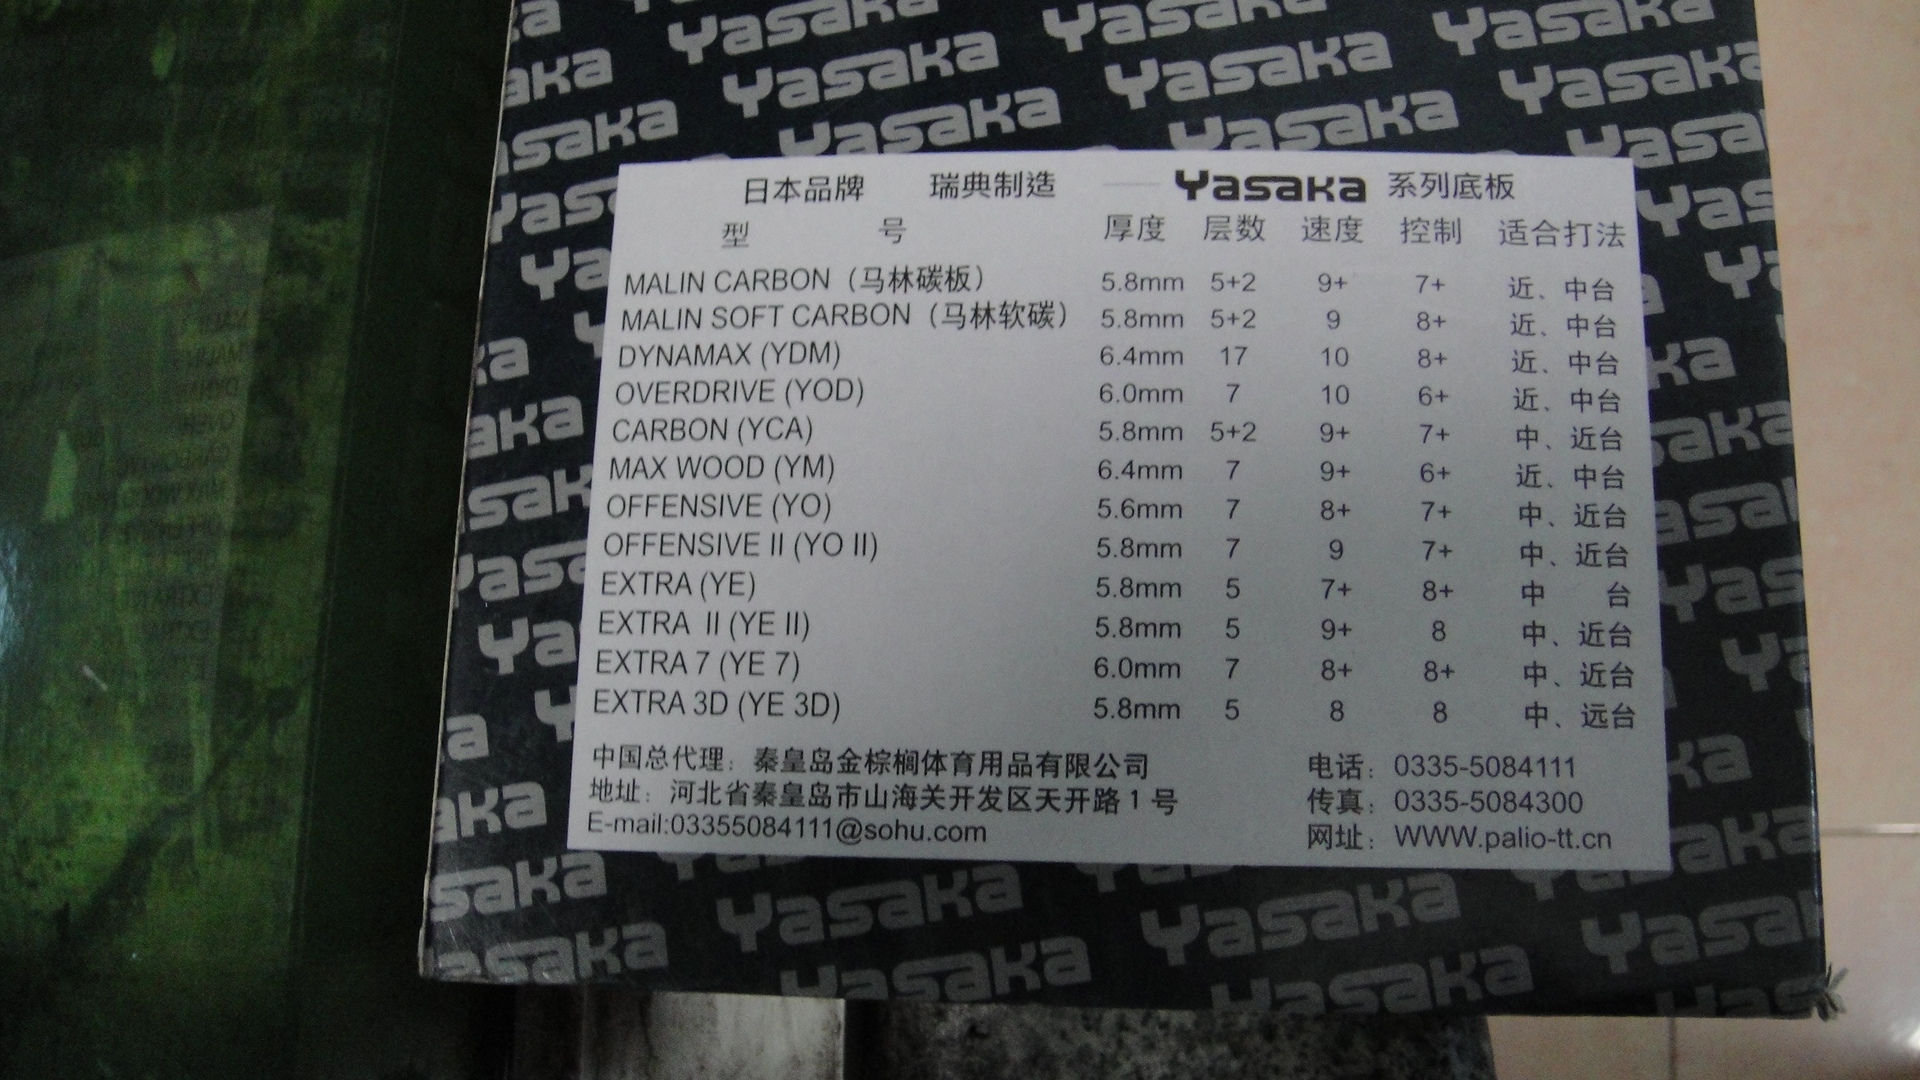 日本品牌 瑞典制造 —— Yasaka 系列底板
型 号 厚度 层数 速度 控制 适合打法
MALIN CARBON（马林碳板） 5.8mm 5+2 9+ 7+ 近、中台
MALIN SOFT CARBON（马林软碳） 5.8mm 5+2 9 8+ 近、中台
DYNAMAX (YDM) 6.4mm 17 10 8+ 近、中台
OVERDRIVE (YOD) 6.0mm 7 10 6+ 近、中台
CARBON (YCA) 5.8mm 5+2 9+ 7+ 中、近台
MAX WOOD (YM) 6.4mm 7 9+ 6+ 近、中台
OFFENSIVE (YO) 5.6mm 7 8+ 7+ 中、近台
OFFENSIVE II (YO II) 5.8mm 7 9 7+ 中、近台
EXTRA (YE) 5.8mm 5 7+ 8+ 中 台
EXTRA II (YE II) 5.8mm 5 9+ 8 中、近台
EXTRA 7 (YE 7) 6.0mm 7 8+ 8+ 中、近台
EXTRA 3D (YE 3D) 5.8mm 5 8 8 中、远台
中国总代理：秦皇岛金棕榈体育用品有限公司 电话：0335-5084111
地址：河北省秦皇岛市山海关开发区天开路1号 传真：0335-5084300
E-mail:03355084111@sohu.com 网址：WWW.palio-tt.cn